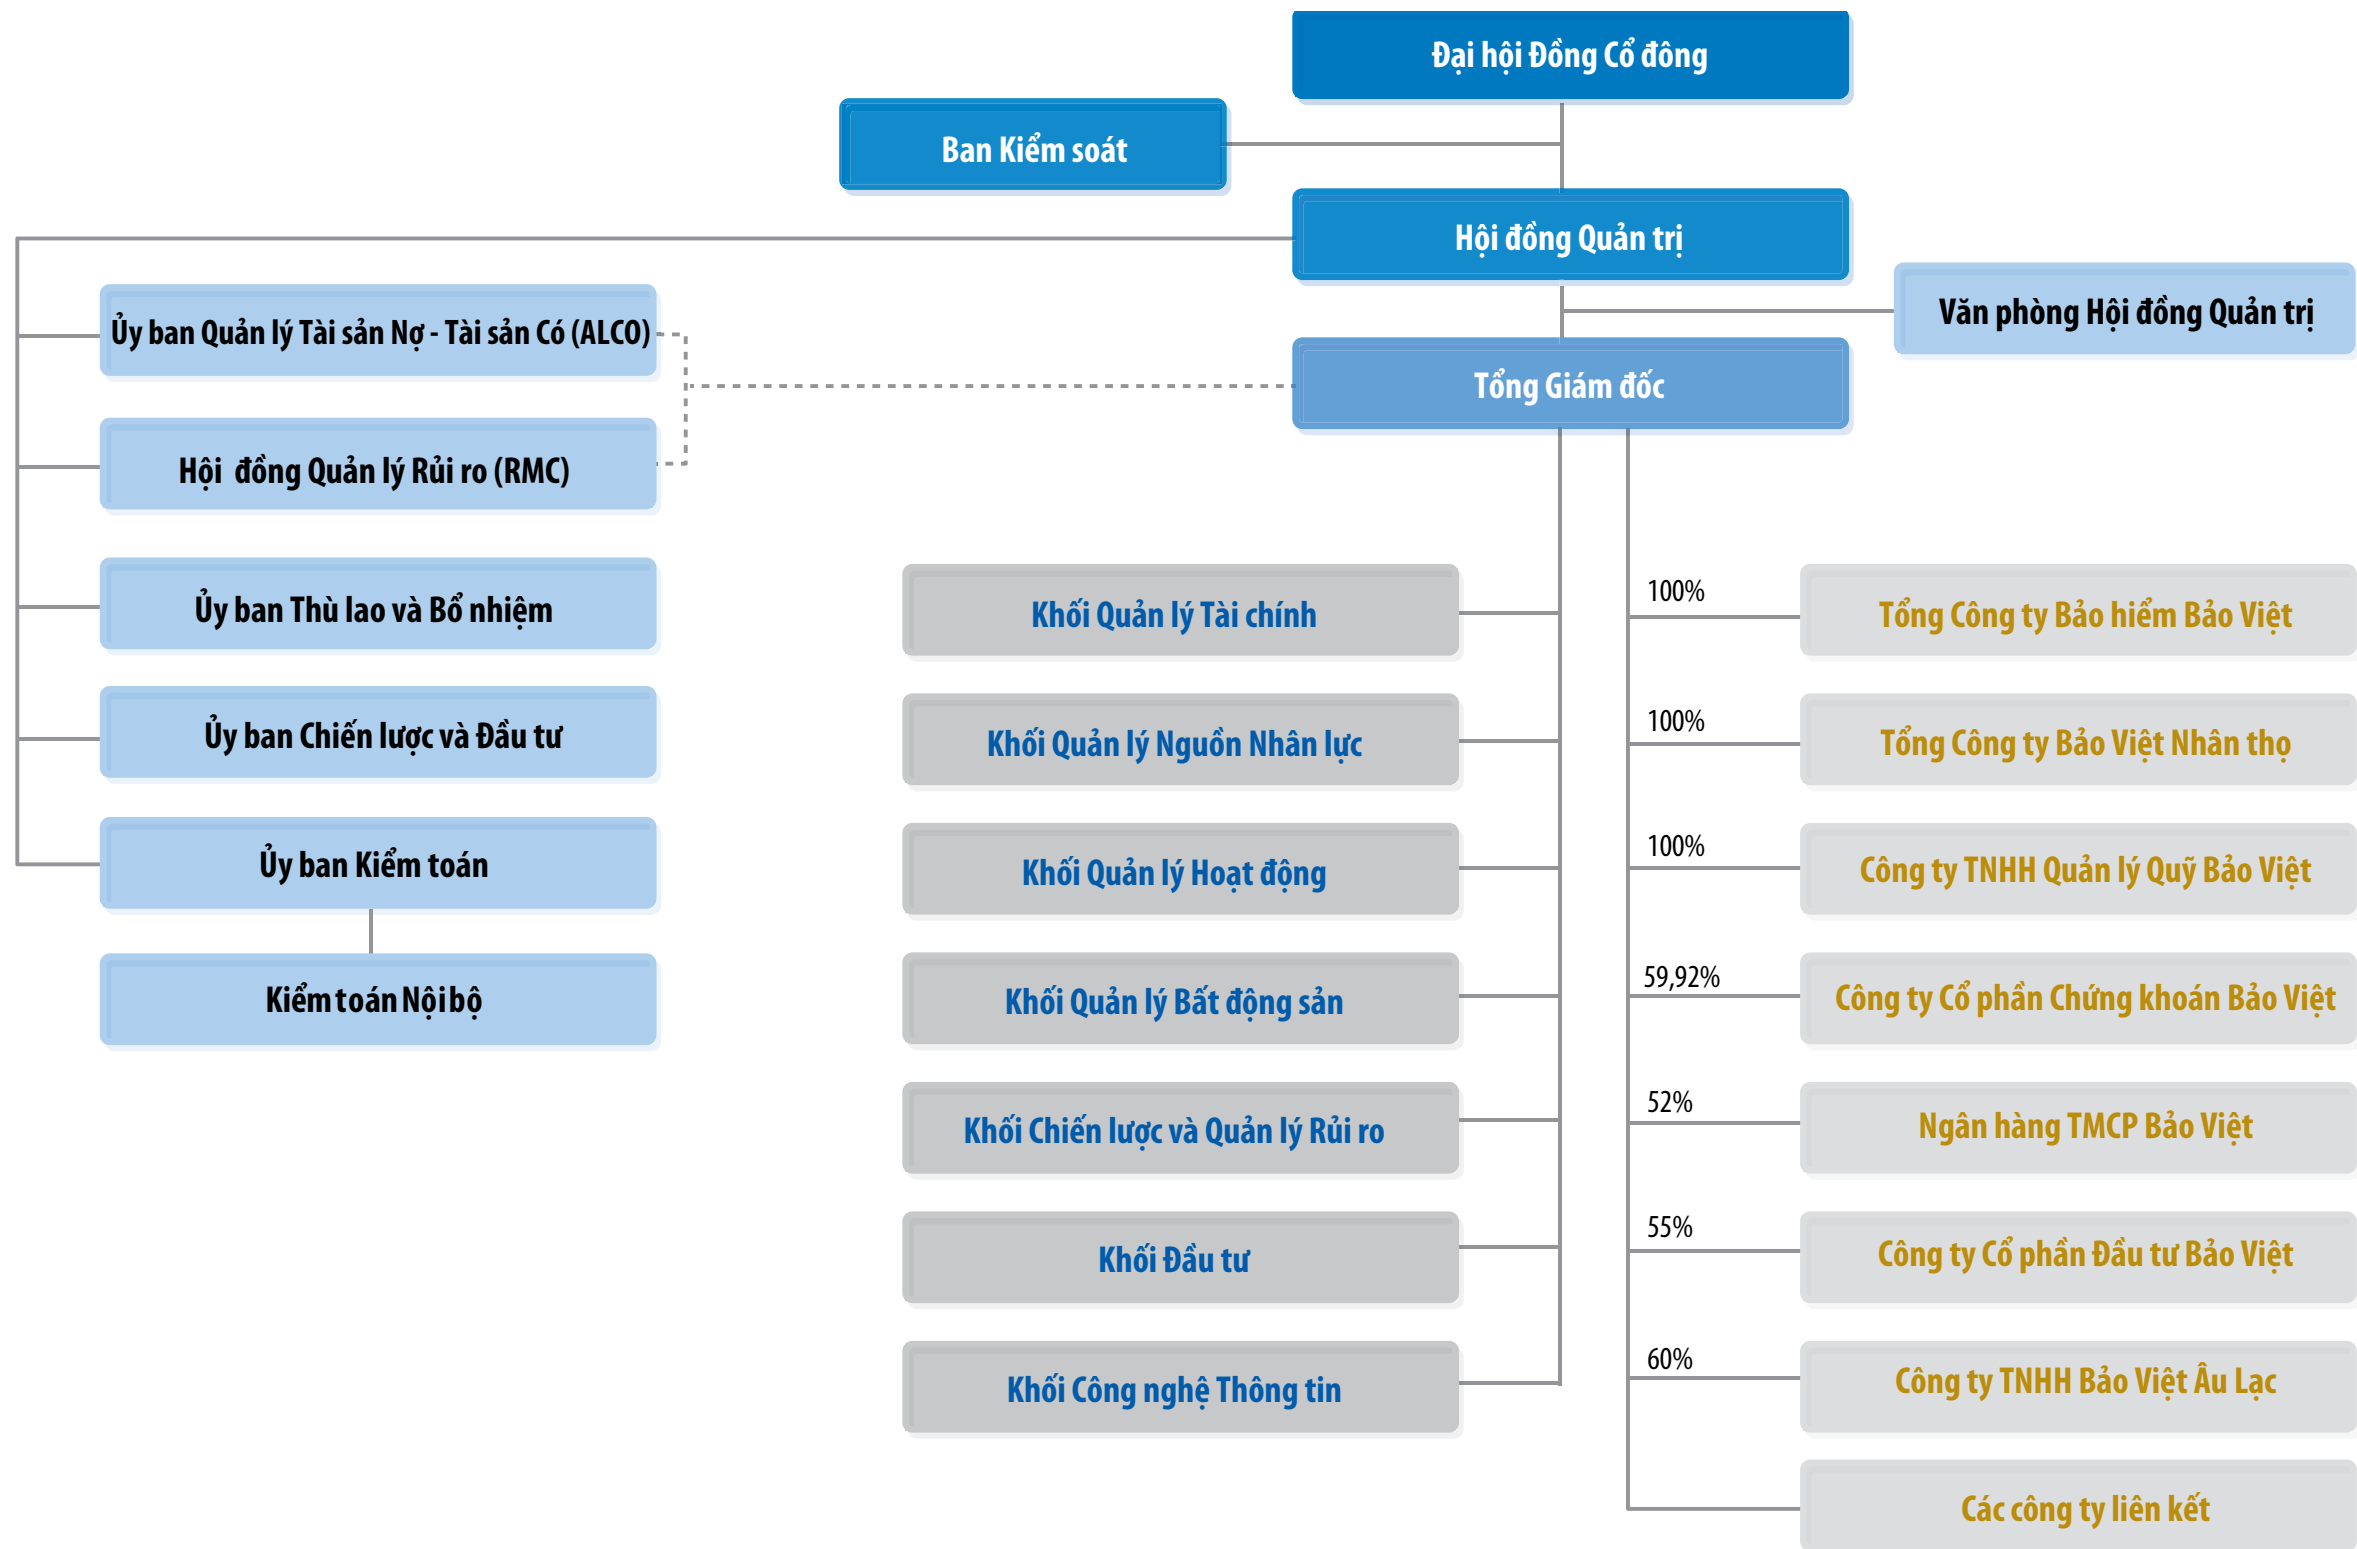 Đại hội Đồng Cổ đông
Ban Kiểm soát
Hội đồng Quản trị
Văn phòng Hội đồng Quản trị
Tổng Giám đốc
Ủy ban Quản lý Tài sản Nợ - Tài sản Có (ALCO)
Hội đồng Quản lý Rủi ro (RMC)
Ủy ban Thù lao và Bổ nhiệm
Ủy ban Chiến lược và Đầu tư
Ủy ban Kiểm toán
Kiểm toán Nội bộ
Khối Quản lý Tài chính
Khối Quản lý Nguồn Nhân lực
Khối Quản lý Hoạt động
Khối Quản lý Bất động sản
Khối Chiến lược và Quản lý Rủi ro
Khối Đầu tư
Khối Công nghệ Thông tin
100%
Tổng Công ty Bảo hiểm Bảo Việt
100%
Tổng Công ty Bảo Việt Nhân thọ
100%
Công ty TNHH Quản lý Quỹ Bảo Việt
59,92%
Công ty Cổ phần Chứng khoán Bảo Việt
52%
Ngân hàng TMCP Bảo Việt
55%
Công ty Cổ phần Đầu tư Bảo Việt
60%
Công ty TNHH Bảo Việt Âu Lạc
Các công ty liên kết